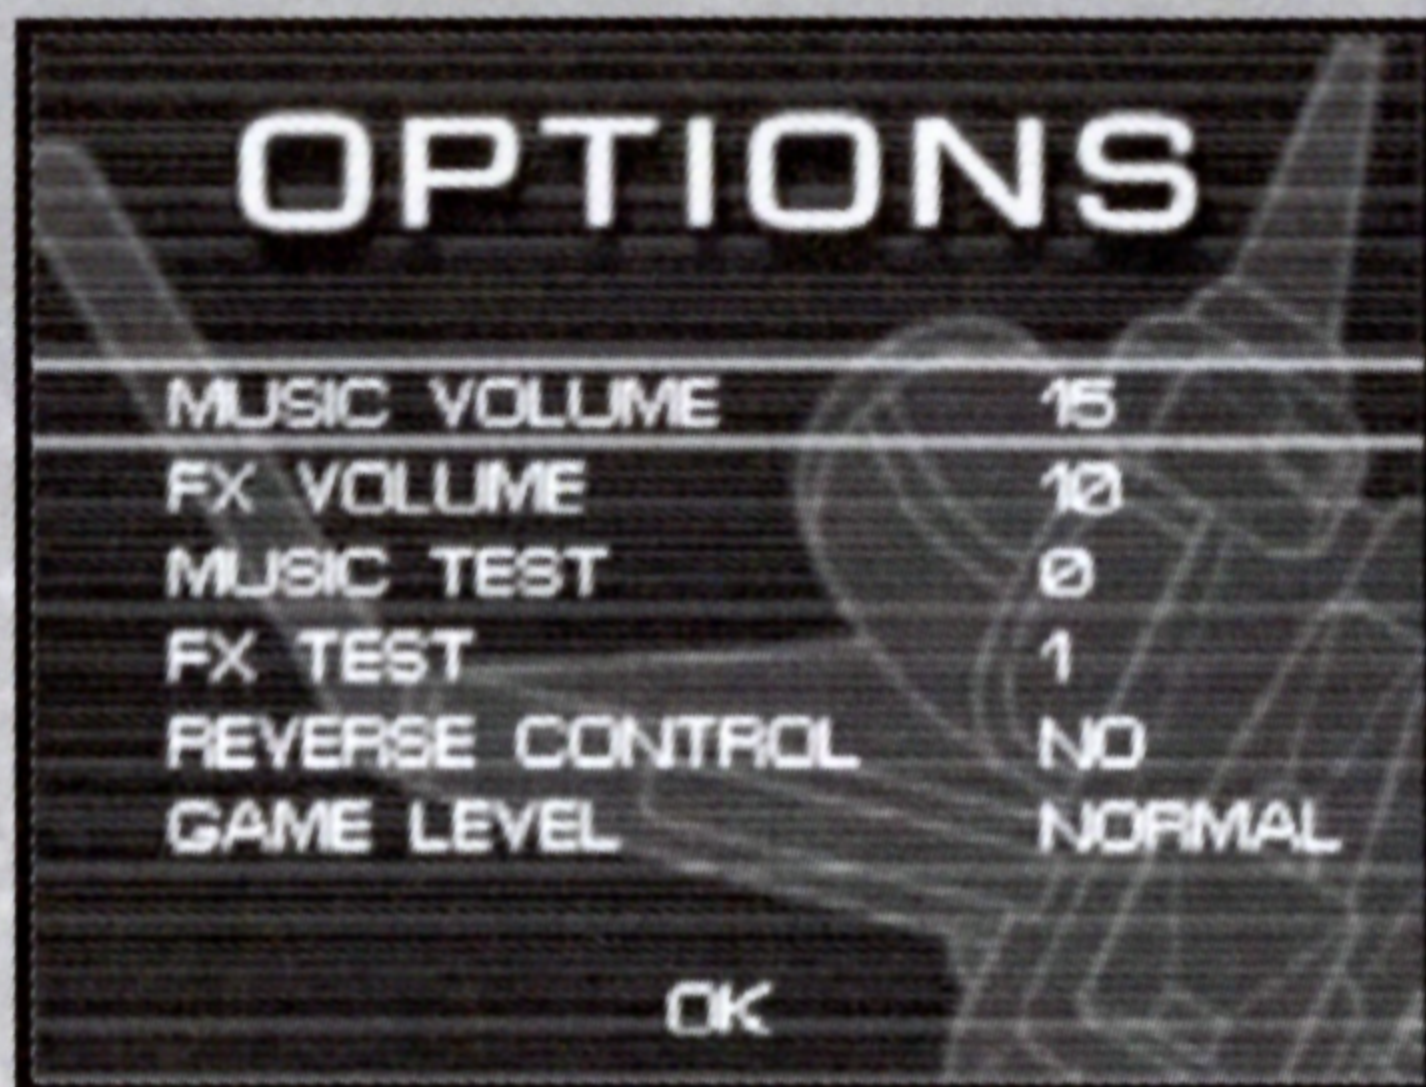 OPTIONS
MUSIC VOLUME 15
FX VOLUME 10
MUSIC TEST 0
FX TEST 1
REVERSE CONTROL NO
GAME LEVEL NORMAL
OK